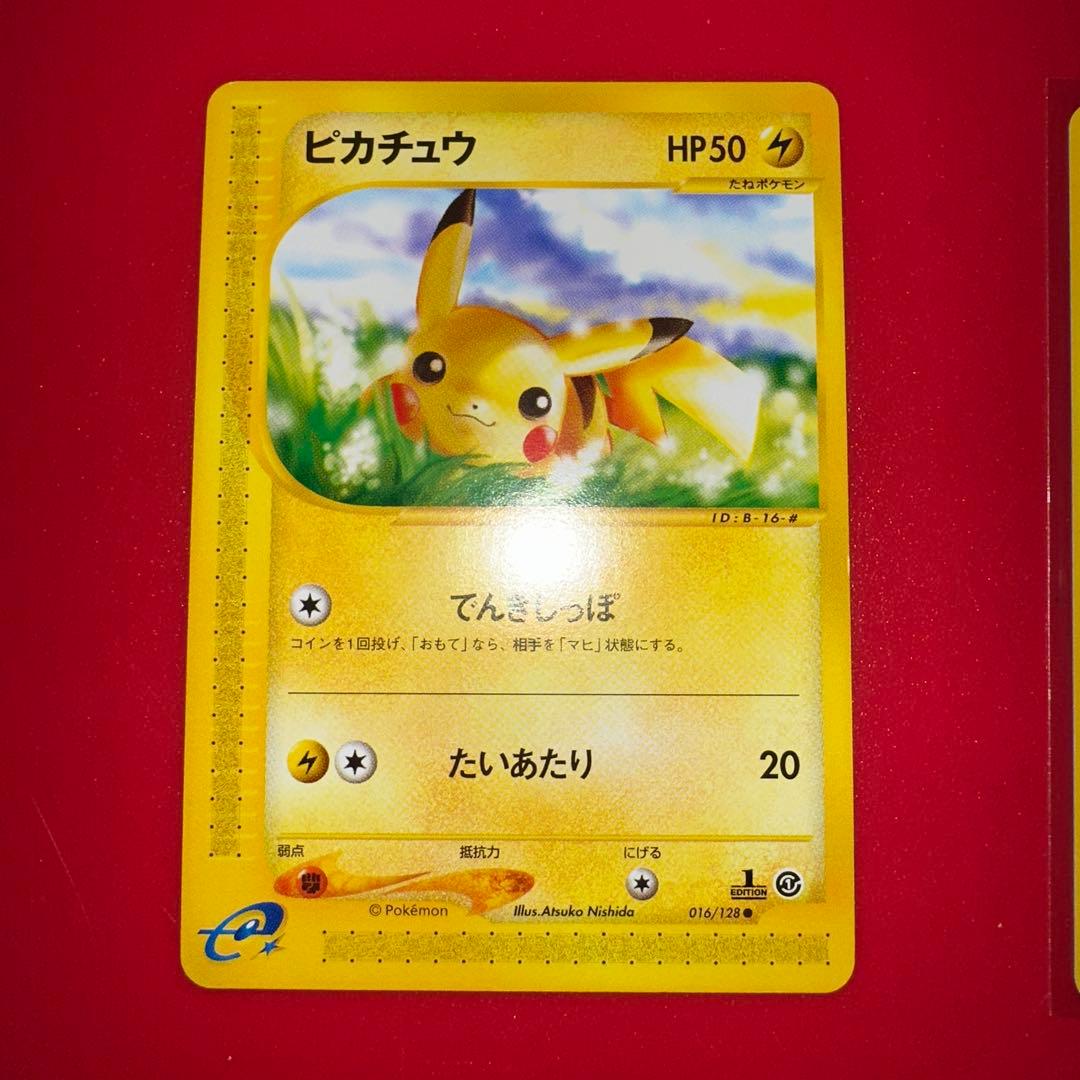 ピカチュウ HP50
たねポケモン
ID:B-16-#
でんきしっぽ
コインを1回投げ、「おもて」なら、相手を「マヒ」状態にする。
たいあたり 20
弱点 抵抗力 にげる
1
EDITION
©Pokémon Illus.Atsuko Nishida 016/128●
e